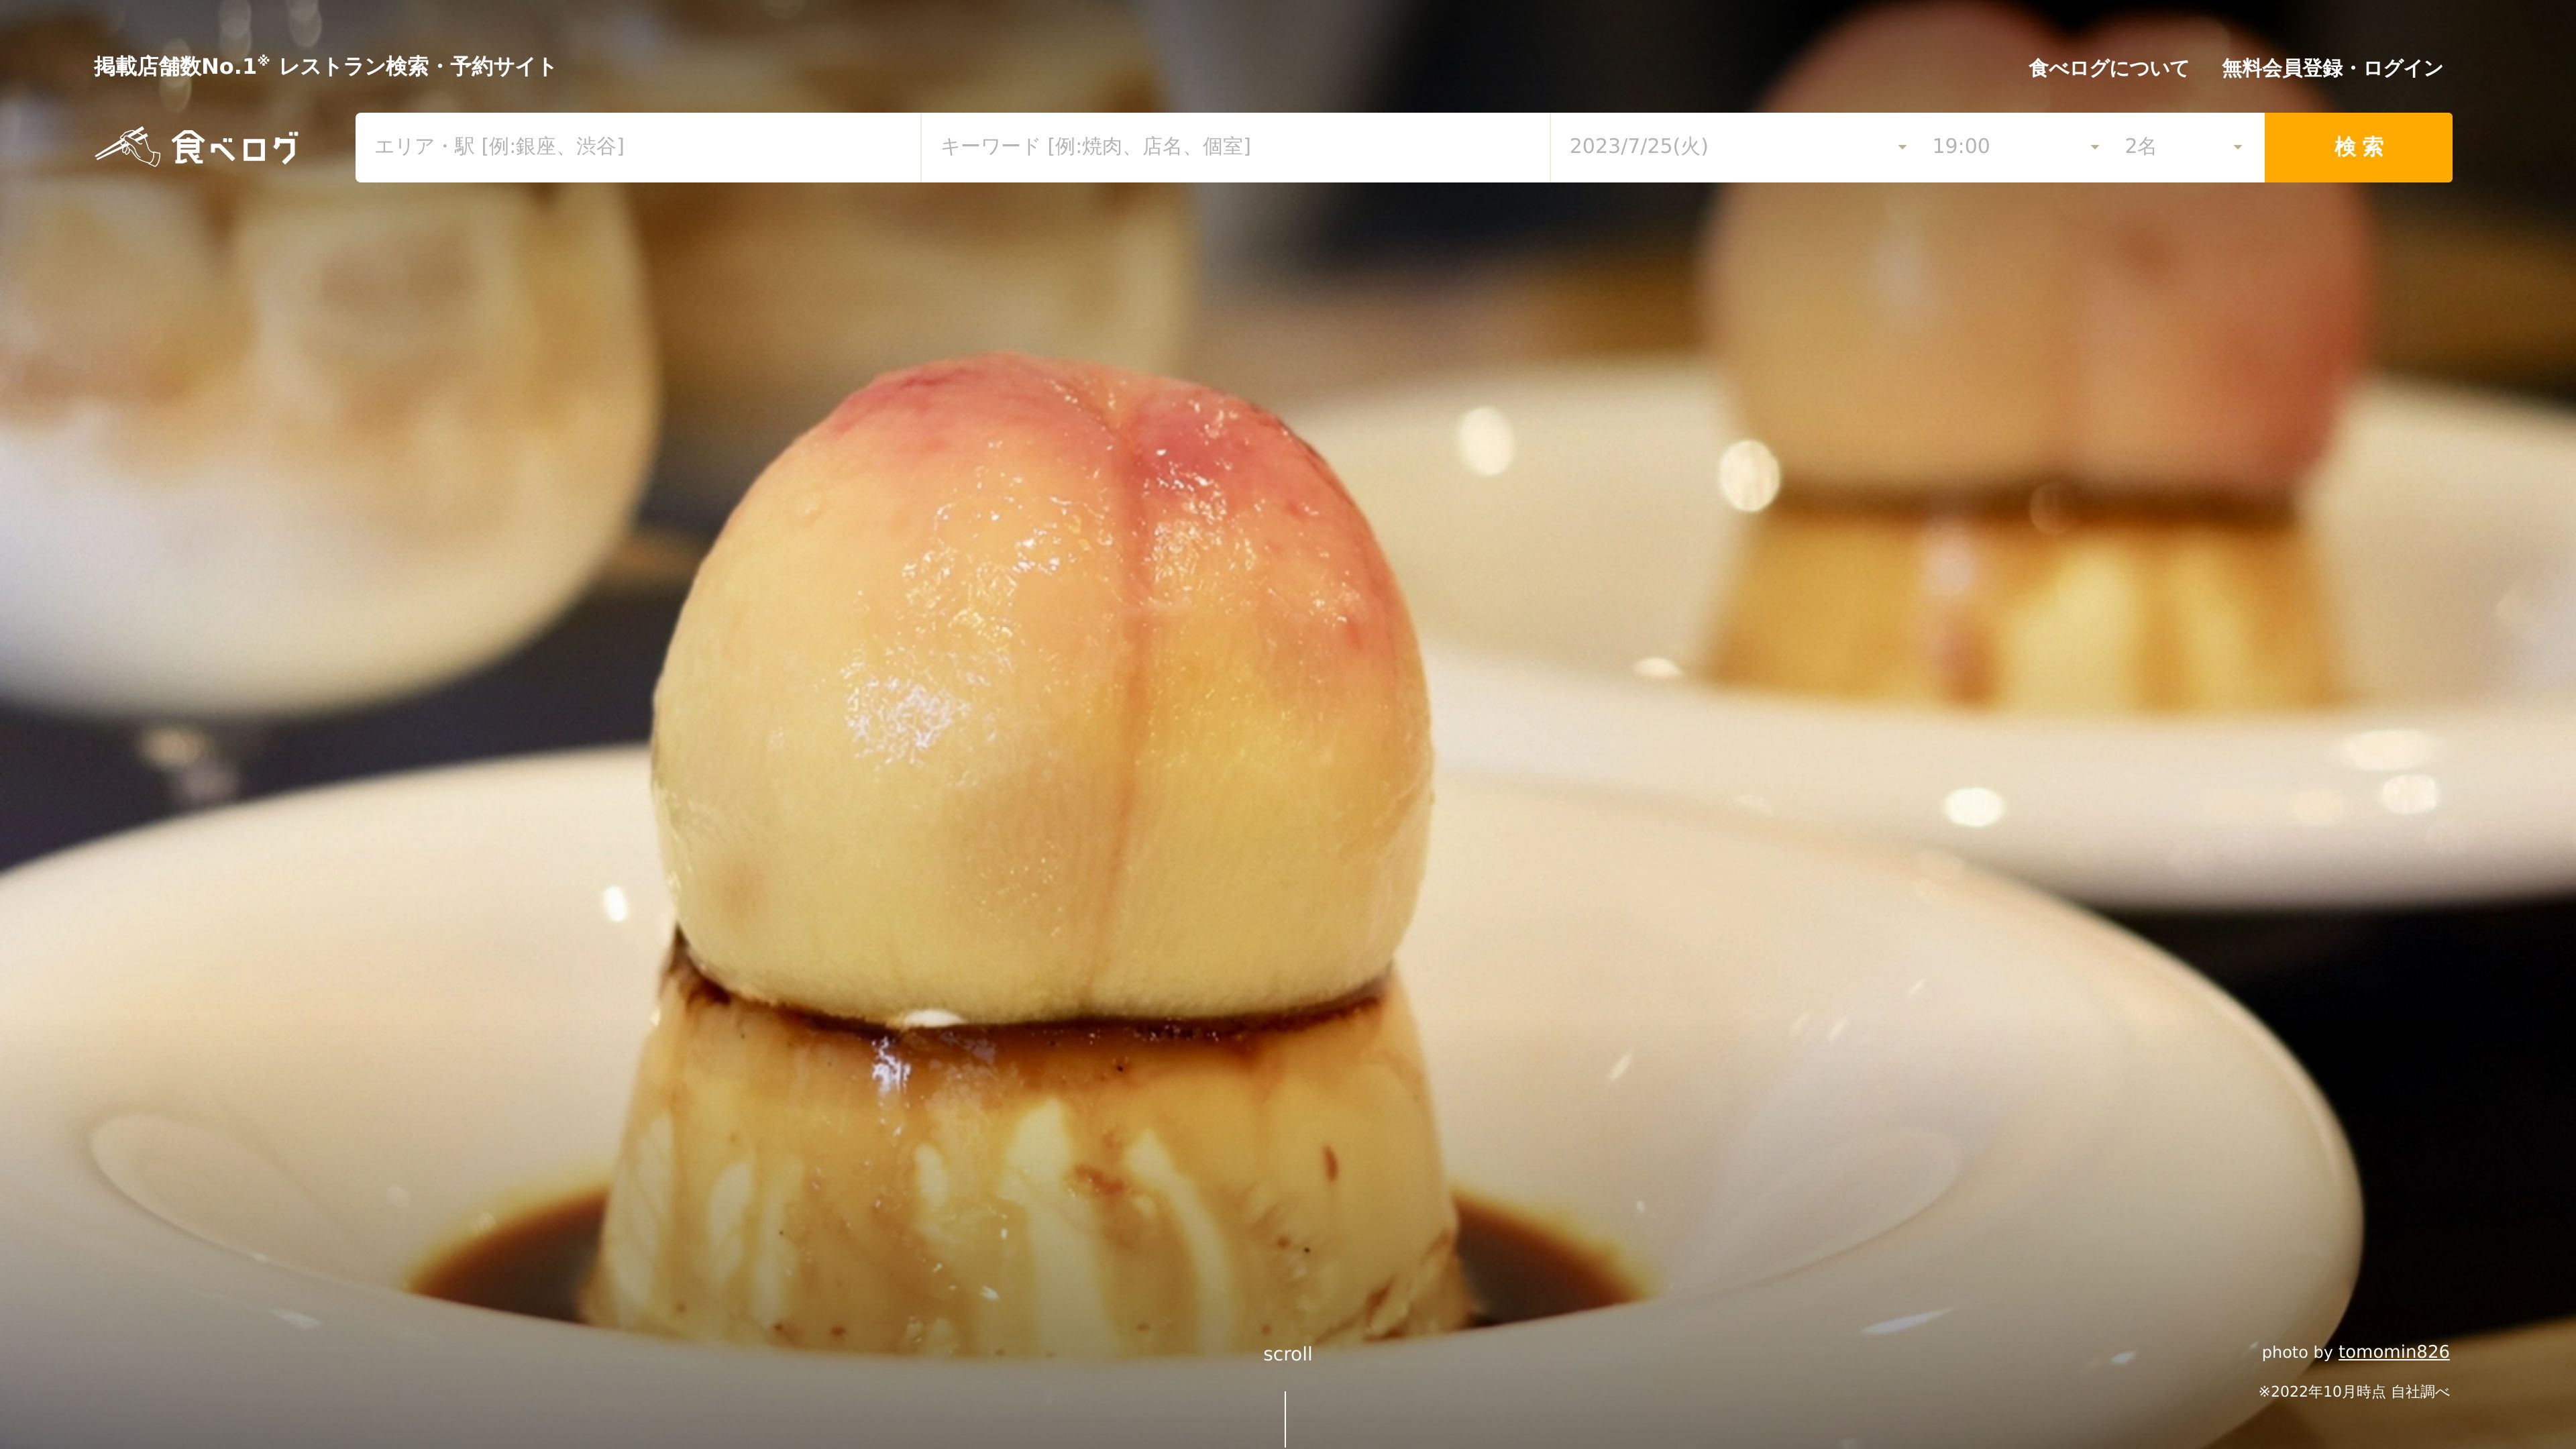 掲載店舗数No.1※ レストラン検索・予約サイト
食べログについて 無料会員登録・ログイン
食べログ
エリア・駅 [例:銀座、渋谷] キーワード [例:焼肉、店名、個室] 2023/7/25(火) 19:00 2名 検索
scroll
photo by tomomin826
※2022年10月時点 自社調べ